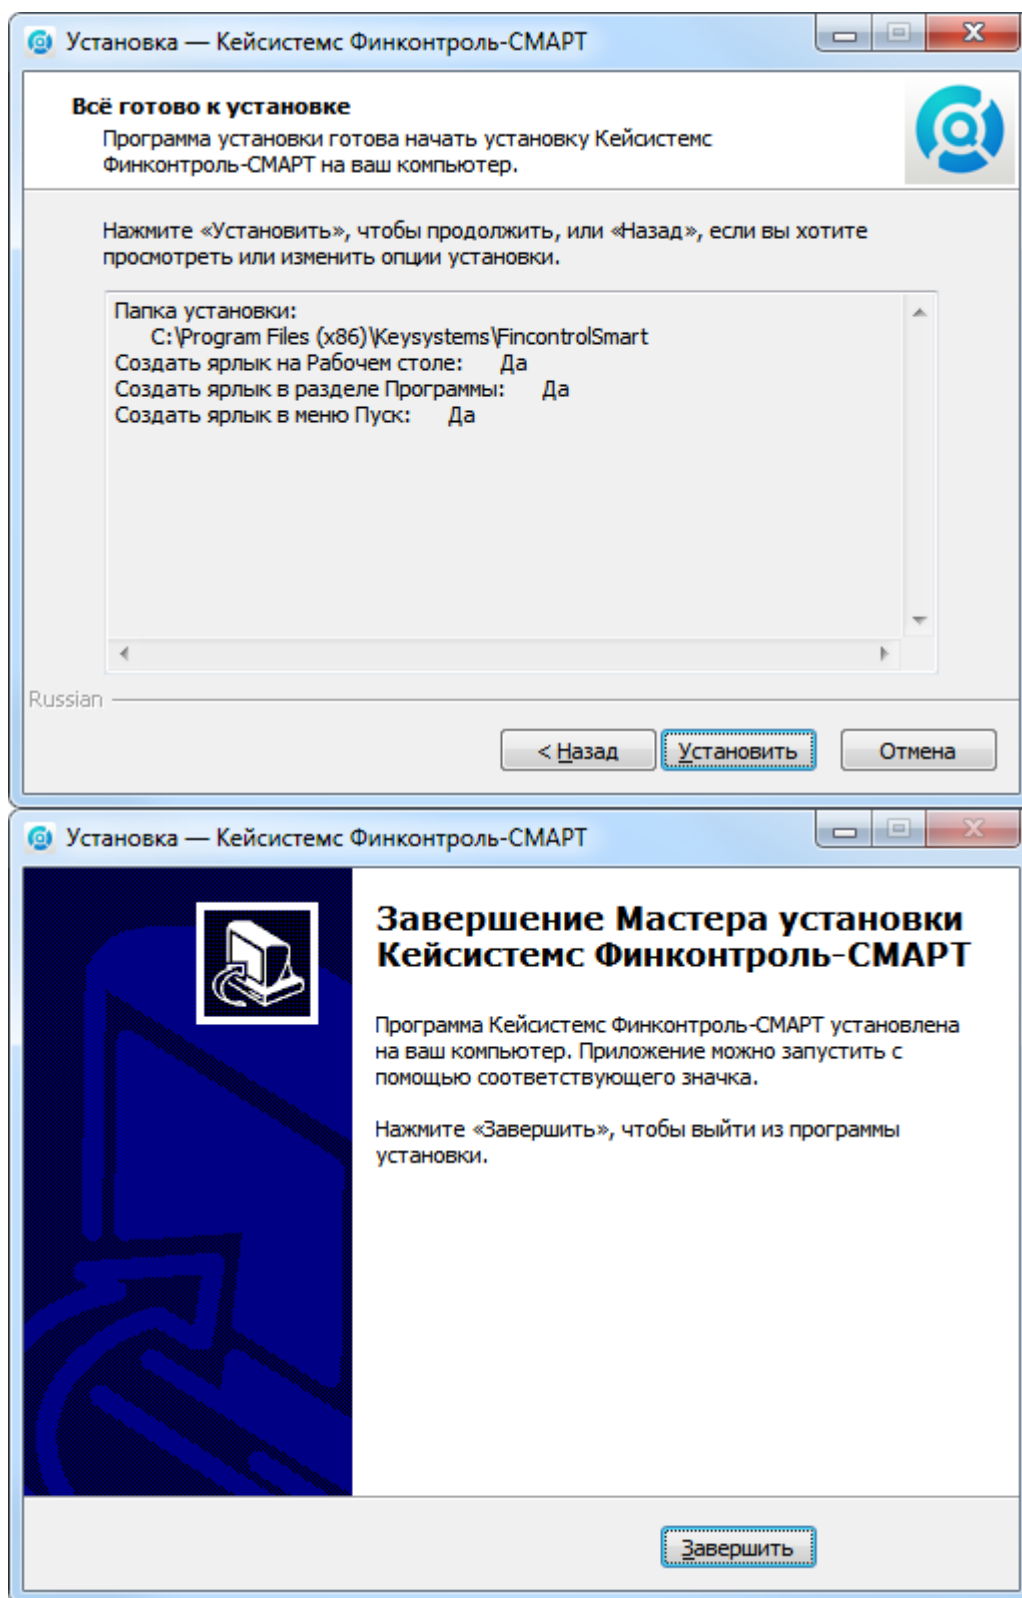 Установка — Кейсистемс Финконтроль-СМАРТ
Всё готово к установке
Программа установки готова начать установку Кейсистемс
Финконтроль-СМАРТ на ваш компьютер.
Нажмите «Установить», чтобы продолжить, или «Назад», если вы хотите
просмотреть или изменить опции установки.
Папка установки:
C:\Program Files (x86)\Keysystems\FincontrolSmart
Создать ярлык на Рабочем столе: Да
Создать ярлык в разделе Программы: Да
Создать ярлык в меню Пуск: Да
Russian
< Назад Установить Отмена
Установка — Кейсистемс Финконтроль-СМАРТ
Завершение Мастера установки
Кейсистемс Финконтроль-СМАРТ
Программа Кейсистемс Финконтроль-СМАРТ установлена
на ваш компьютер. Приложение можно запустить с
помощью соответствующего значка.
Нажмите «Завершить», чтобы выйти из программы
установки.
Завершить